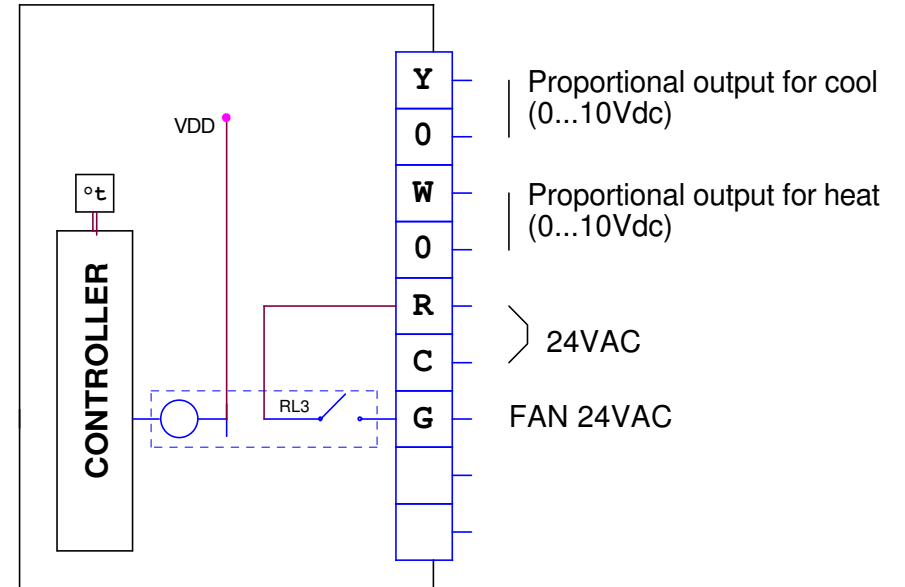 Y
Proportional output for cool
(0...10Vdc)
0
VDD
W
Proportional output for heat
(0...10Vdc)
°t
0
R
24VAC
C
CONTROLLER
RL3
G
FAN 24VAC